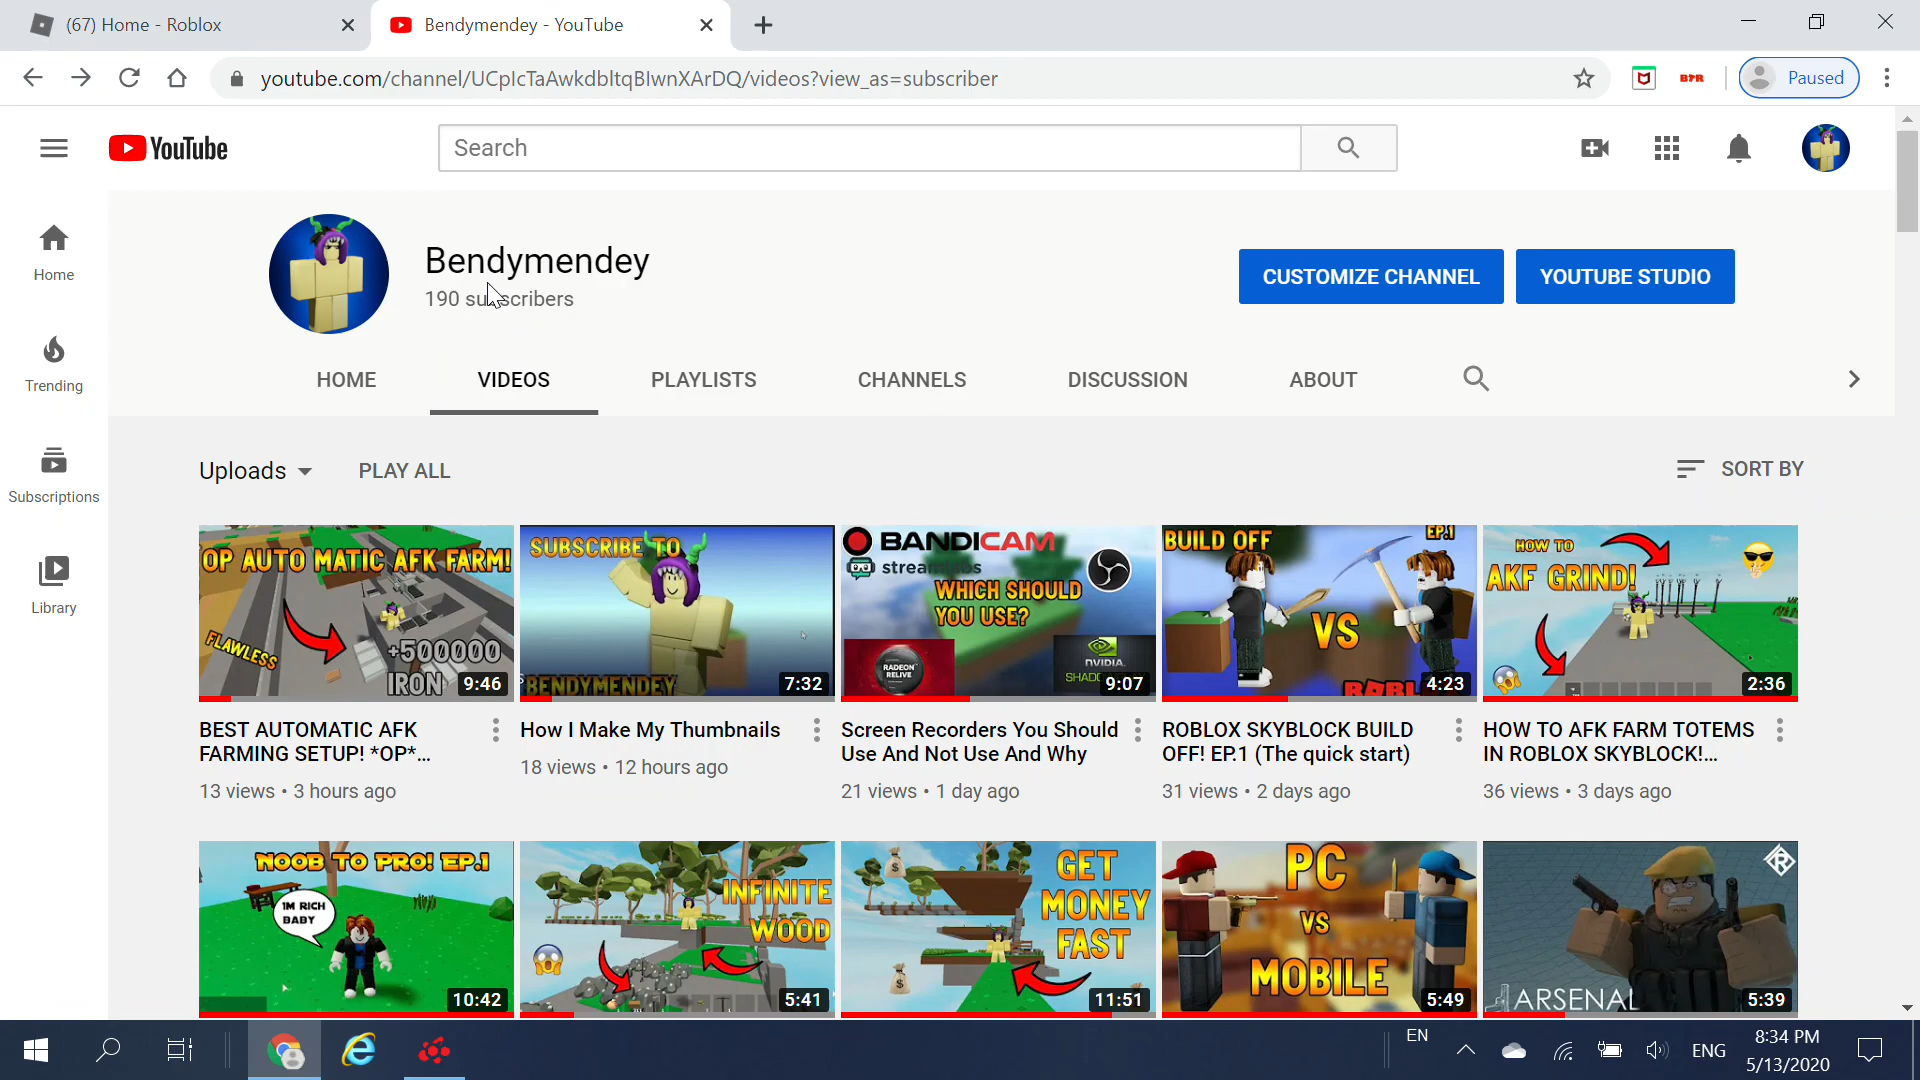 (67) Home - Roblox
Bendymendey - YouTube
youtube.com/channel/UCpIcTaAwkdbltqBIwnXArDQ/videos?view_as=subscriber
Paused
YouTube
Search
Home
Trending
Subscriptions
Library
Bendymendey
190 subscribers
CUSTOMIZE CHANNEL
YOUTUBE STUDIO
HOME
VIDEOS
PLAYLISTS
CHANNELS
DISCUSSION
ABOUT
Uploads
PLAY ALL
SORT BY
OP AUTO MATIC AFK FARM!
FLAWLESS
+500000
IRON
9:46
BEST AUTOMATIC AFK
FARMING SETUP! *OP*...
13 views • 3 hours ago
SUBSCRIBE TO
BENDYMENDEY
7:32
How I Make My Thumbnails
18 views • 12 hours ago
BANDICAM
streamlabs
WHICH SHOULD
YOU USE?
RADEON
RELIVE
NVIDIA.
9:07
Screen Recorders You Should
Use And Not Use And Why
21 views • 1 day ago
BUILD OFF
EP.1
VS
4:23
ROBLOX SKYBLOCK BUILD
OFF! EP.1 (The quick start)
31 views • 2 days ago
HOW TO
AKF GRIND!
2:36
HOW TO AFK FARM TOTEMS
IN ROBLOX SKYBLOCK!...
36 views • 3 days ago
NOOB TO PRO! EP.1
1M RICH
BABY
10:42
INFINITE
WOOD
5:41
GET
MONEY
FAST
11:51
PC
VS
MOBILE
5:49
ARSENAL
5:39
EN
ENG
8:34 PM
5/13/2020